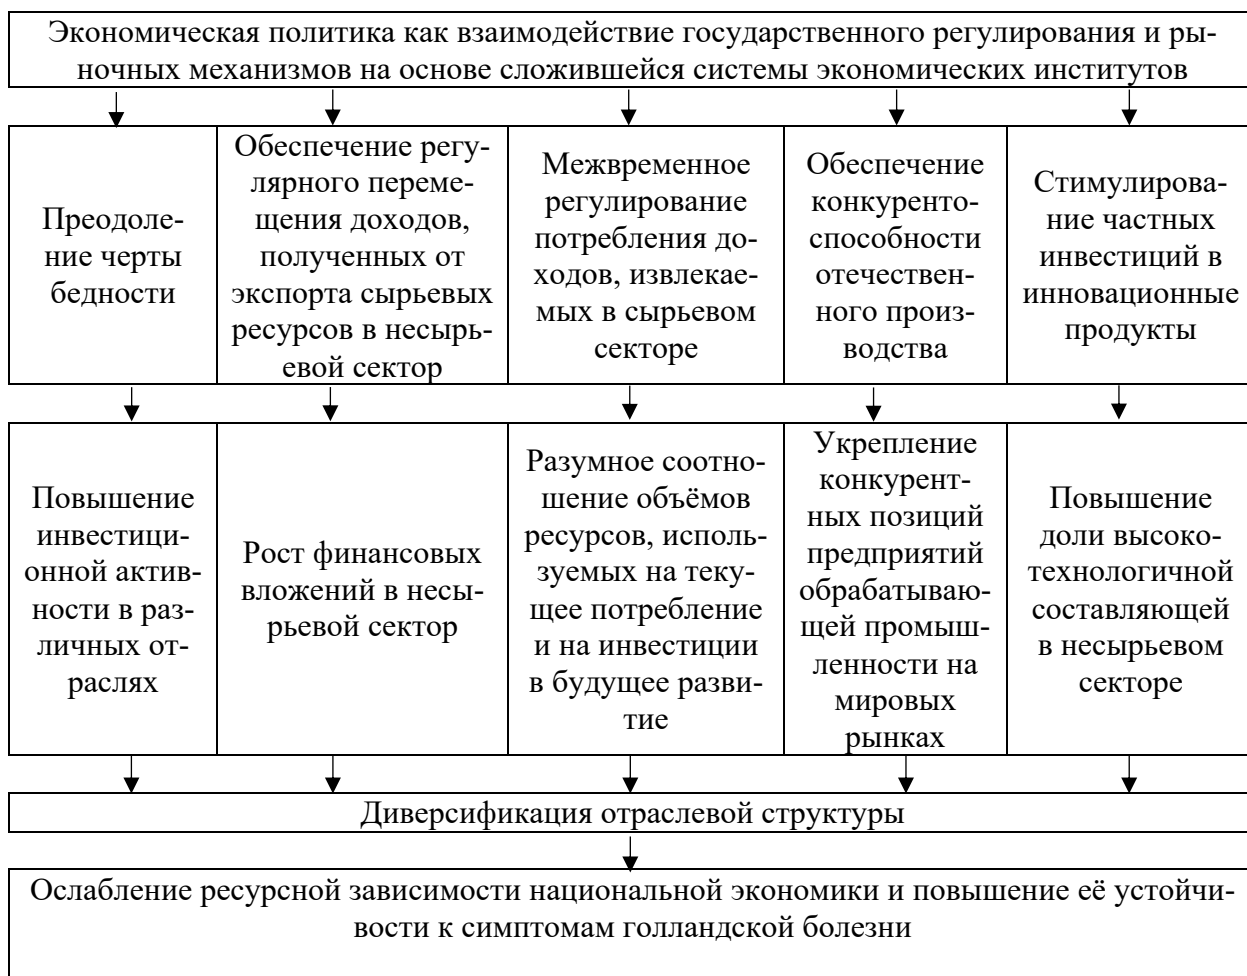 Экономическая политика как взаимодействие государственного регулирования и ры-
ночных механизмов на основе сложившейся системы экономических институтов
Преодоле-
ние черты
бедности
Обеспечение регу-
лярного переме-
щения доходов,
полученных от
экспорта сырьевых
ресурсов в несырь-
евой сектор
Межвременное
регулирование
потребления до-
ходов, извлекае-
мых в сырьевом
секторе
Обеспечение
конкуренто-
способности
отечествен-
ного произ-
водства
Стимулирова-
ние частных
инвестиций в
инновационные
продукты
Повышение
инвестици-
онной актив-
ности в раз-
личных от-
раслях
Рост финансовых
вложений в несы-
рьевой сектор
Разумное соотно-
шение объёмов
ресурсов, исполь-
зуемых на теку-
щее потребление
и на инвестиции
в будущее разви-
тие
Укрепление
конкурент-
ных позиций
предприятий
обрабатываю-
щей промыш-
ленности на
мировых
рынках
Повышение
доли высоко-
технологичной
составляющей
в несырьевом
секторе
Диверсификация отраслевой структуры
Ослабление ресурсной зависимости национальной экономики и повышение её устойчи-
вости к симптомам голландской болезни